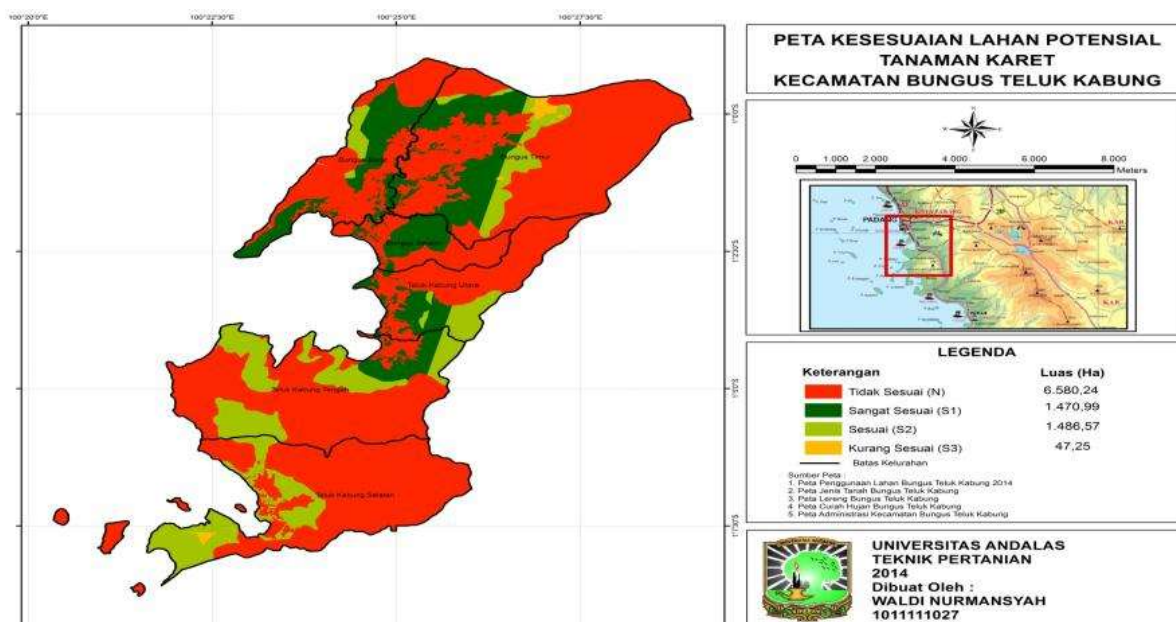 100°20'0"E 100°22'30"E 100°25'0"E 100°27'30"E
PETA KESESUAIAN LAHAN POTENSIAL
TANAMAN KARET
KECAMATAN BUNGUS TELUK KABUNG
0 2.000 4.000 6.000 8.000
Meters
PADANG
Bungus Barat
Bungus Timur
Bungus Selatan
Teluk Kabung Utara
Teluk Kabung Tengah
Teluk Kabung Selatan
LEGENDA
Keterangan Luas (Ha)
Tidak Sesuai (N) 6.580,24
Sangat Sesuai (S1) 1.470,99
Sesuai (S2) 1.486,57
Kurang Sesuai (S3) 47,25
Batas Kelurahan
Sumber Peta :
1. Peta Penggunaan Lahan Bungus Teluk Kabung 2014
2. Peta Jenis Tanah Bungus Teluk Kabung
3. Peta Lereng Bungus Teluk Kabung
4. Peta Curah Hujan Bungus Teluk Kabung
5. Peta Administrasi Kecamatan Bungus Teluk Kabung
UNIVERSITAS ANDALAS
TEKNIK PERTANIAN
2014
Dibuat Oleh :
WALDI NURMANSYAH
1011111027